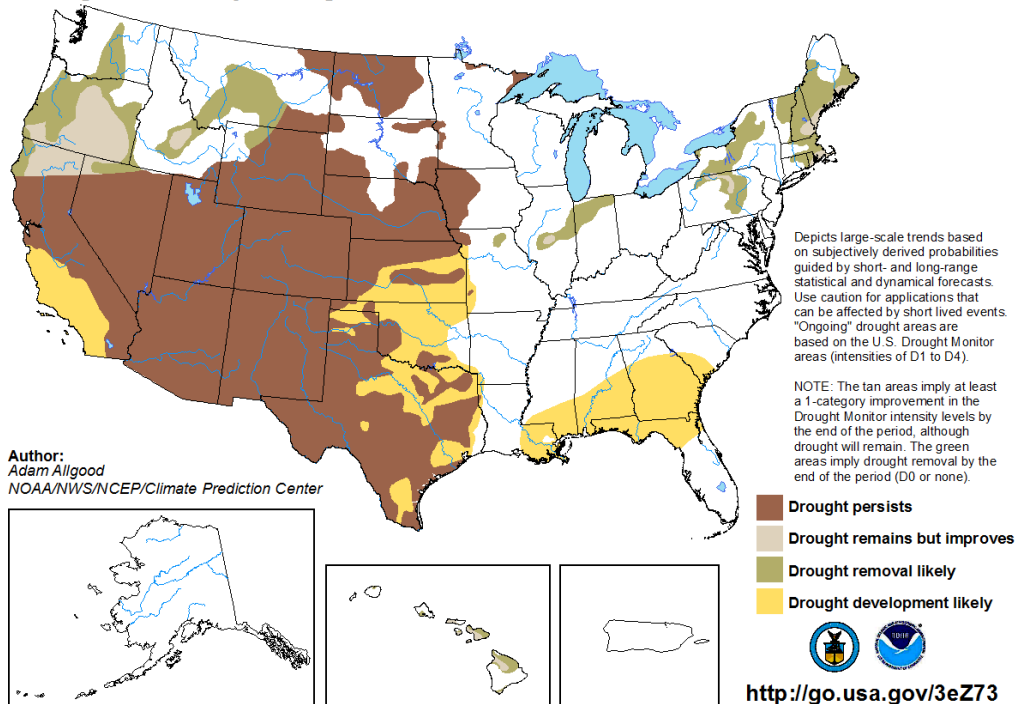 Depicts large-scale trends based
on subjectively derived probabilities
guided by short- and long-range
statistical and dynamical forecasts.
Use caution for applications that
can be affected by short lived events.
"Ongoing" drought areas are
based on the U.S. Drought Monitor
areas (intensities of D1 to D4).
NOTE: The tan areas imply at least
a 1-category improvement in the
Drought Monitor intensity levels by
the end of the period, although
drought will remain. The green
areas imply drought removal by the
end of the period (D0 or none).
Author:
Adam Allgood
NOAA/NWS/NCEP/Climate Prediction Center
Drought persists
Drought remains but improves
Drought removal likely
Drought development likely
http://go.usa.gov/3eZ73